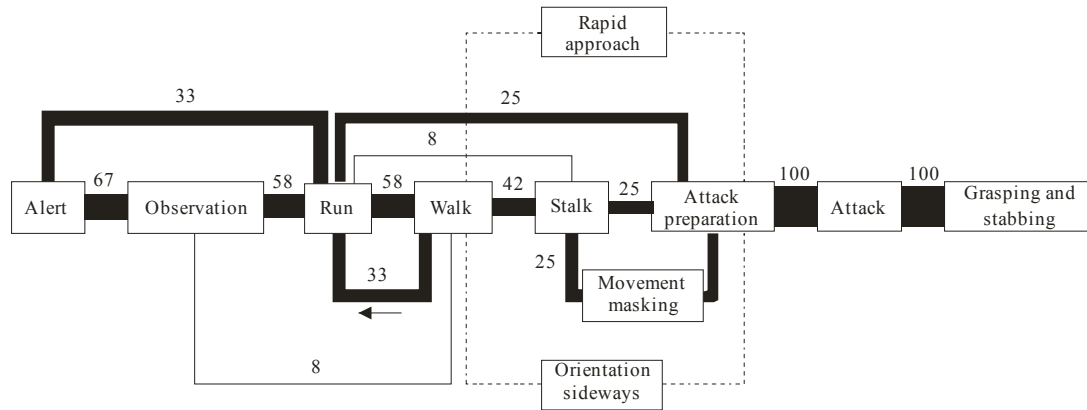 Rapid
approach
33
25
8
67
58
58
42
25
100
100
Alert
Observation
Run
Walk
Stalk
Attack
preparation
Attack
Grasping and
stabbing
33
25
Movement
masking
8
Orientation
sideways